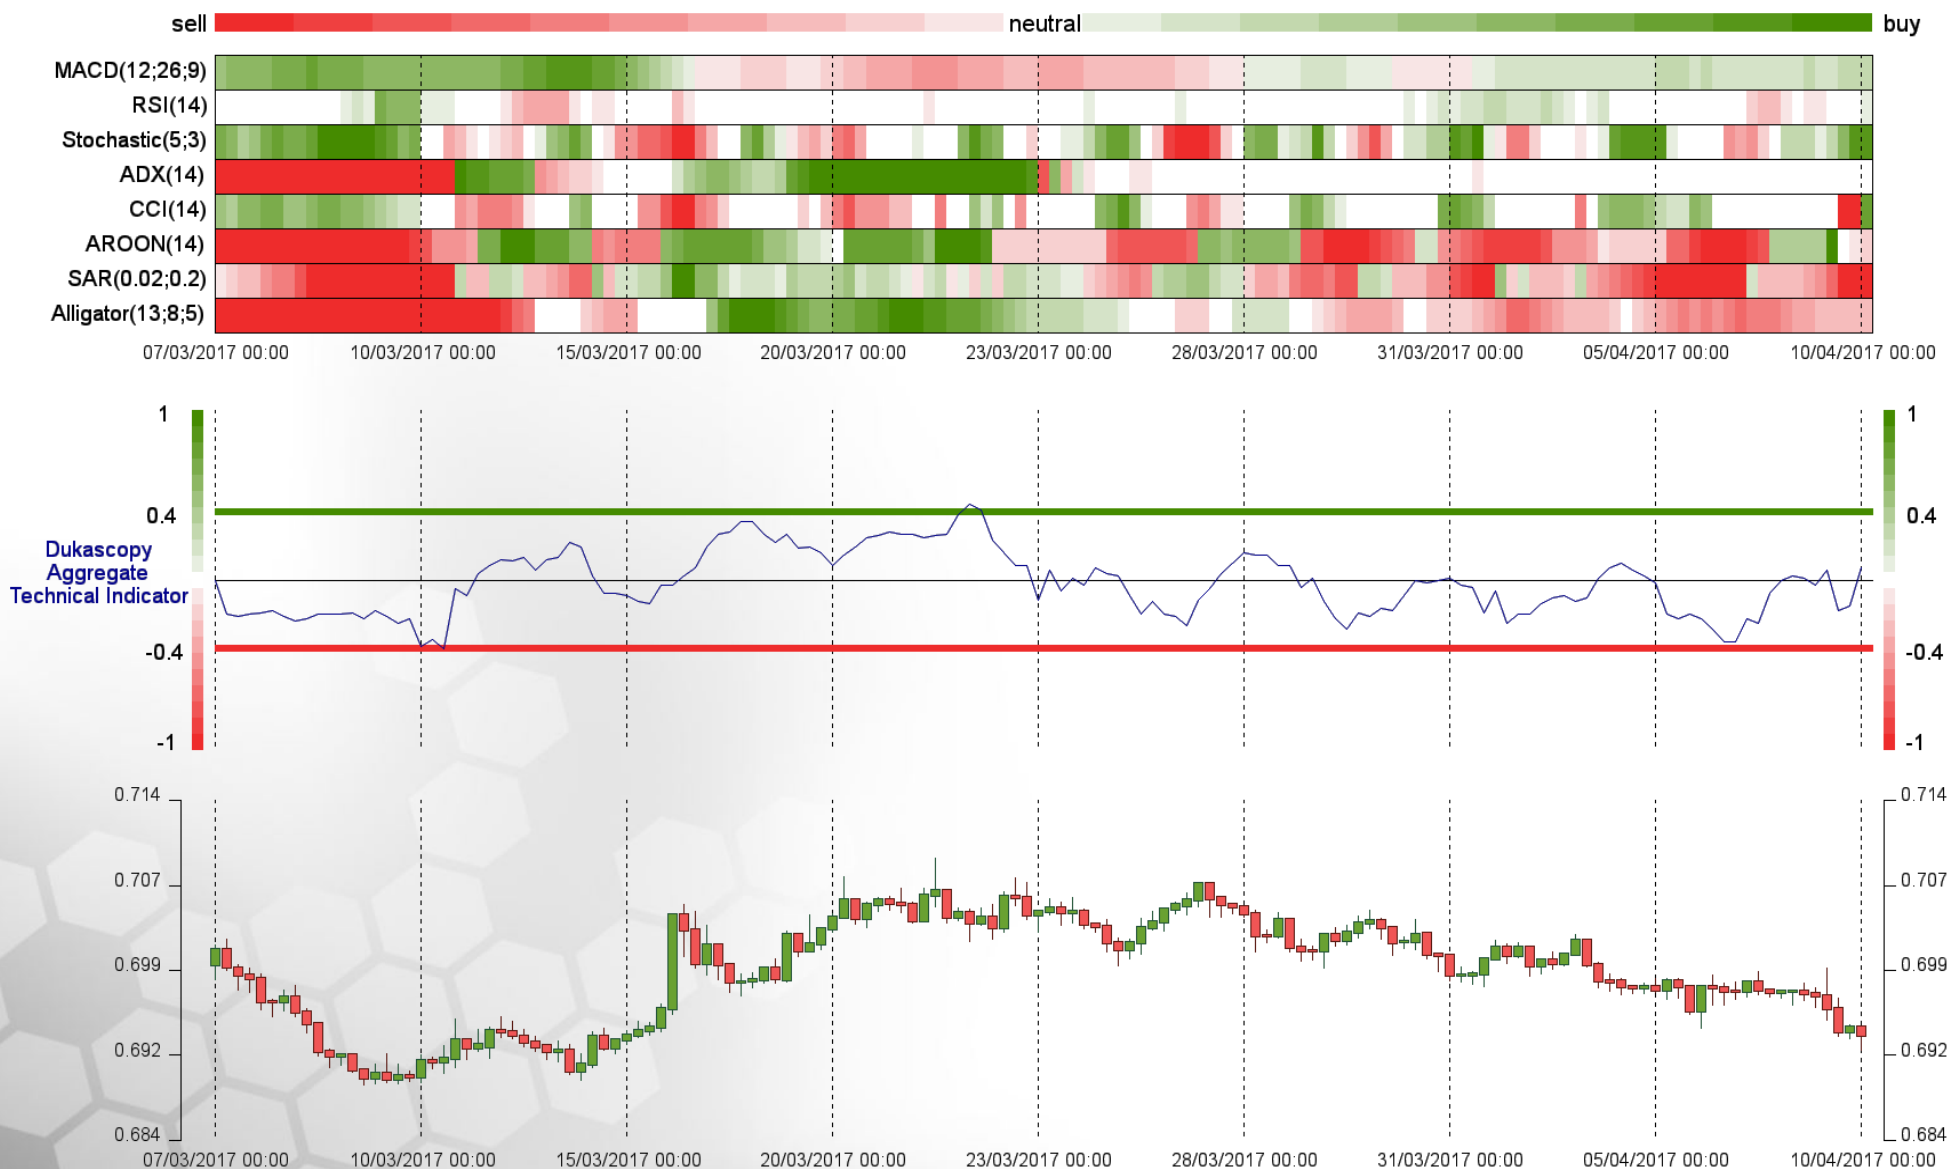 sell neutral buy
MACD(12;26;9)
RSI(14)
Stochastic(5;3)
ADX(14)
CCI(14)
AROON(14)
SAR(0.02;0.2)
Alligator(13;8;5)
07/03/2017 00:00 10/03/2017 00:00 15/03/2017 00:00 20/03/2017 00:00 23/03/2017 00:00 28/03/2017 00:00 31/03/2017 00:00 05/04/2017 00:00 10/04/2017 00:00
1 1
0.4 0.4
Dukascopy
Aggregate
Technical Indicator
-0.4 -0.4
-1 -1
0.714 0.714
0.707 0.707
0.699 0.699
0.692 0.692
0.684 0.684
07/03/2017 00:00 10/03/2017 00:00 15/03/2017 00:00 20/03/2017 00:00 23/03/2017 00:00 28/03/2017 00:00 31/03/2017 00:00 05/04/2017 00:00 10/04/2017 00:00